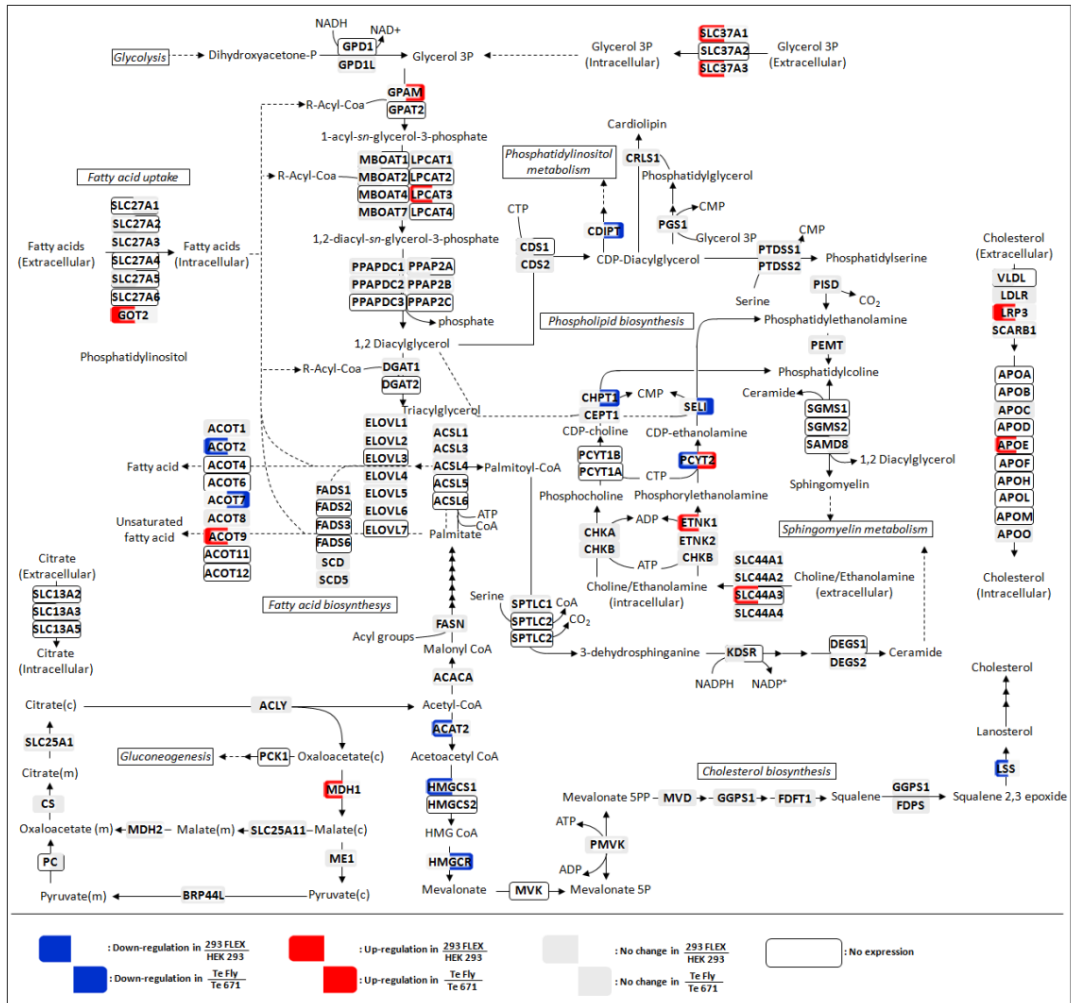 NADH
NAD+
Glycolysis
Dihydroxyacetone-P
GPD1
GPD1L
Glycerol 3P
Glycerol 3P
(Intracellular)
SLC37A1
SLC37A2
SLC37A3
Glycerol 3P
(Extracellular)
R-Acyl-Coa
GPAM
GPAT2
1-acyl-sn-glycerol-3-phosphate
R-Acyl-Coa
MBOAT1 LPCAT1
MBOAT2 LPCAT2
MBOAT4 LPCAT3
MBOAT7 LPCAT4
1,2-diacyl-sn-glycerol-3-phosphate
PPAPDC1 PPAP2A
PPAPDC2 PPAP2B
PPAPDC3 PPAP2C
phosphate
1,2 Diacylglycerol
R-Acyl-Coa
DGAT1
DGAT2
Triacylglycerol
Fatty acid uptake
Fatty acids
(Extracellular)
SLC27A1
SLC27A2
SLC27A3
SLC27A4
SLC27A5
SLC27A6
GOT2
Fatty acids
(Intracellular)
Phosphatidylinositol
Cardiolipin
CRLS1
Phosphatidylinositol
metabolism
Phosphatidylglycerol
CDIPT
PGS1
CMP
Glycerol 3P
CTP
CDS1
CDS2
CDP-Diacylglycerol
CMP
PTDSS1
PTDSS2
Serine
Phosphatidylserine
PISD
CO2
Phospholipid biosynthesis
Phosphatidylethanolamine
PEMT
Phosphatidylcoline
Cholesterol
(Extracellular)
VLDL
LDLR
LRP3
SCARB1
APOA
APOB
APOC
APOD
APOE
APOF
APOH
APOL
APOM
APOO
Cholesterol
(Intracellular)
Ceramide
SGMS1
SGMS2
SAMD8
1,2 Diacylglycerol
Sphingomyelin
Sphingomyelin metabolism
CHPT1
CEPT1
CMP
SELI
CDP-choline
CDP-ethanolamine
PCYT1B
PCYT1A
CTP
PCYT2
Phosphocholine
Phosphorylethanolamine
CHKA
CHKB
ADP
ATP
ETNK1
ETNK2
CHKB
Choline/Ethanolamine
(intracellular)
SLC44A1
SLC44A2
SLC44A3
SLC44A4
Choline/Ethanolamine
(extracellular)
ACOT1
ACOT2
ACOT4
ACOT6
ACOT7
ACOT8
ACOT9
ACOT11
ACOT12
Fatty acid
Unsaturated
fatty acid
FADS1
FADS2
FADS3
FADS6
SCD
SCD5
ELOVL1
ELOVL2
ELOVL3
ELOVL4
ELOVL5
ELOVL6
ELOVL7
ACSL1
ACSL3
ACSL4
ACSL5
ACSL6
Palmitoyl-CoA
ATP
CoA
Palmitate
Citrate
(Extracellular)
SLC13A2
SLC13A3
SLC13A5
Citrate
(Intracellular)
Fatty acid biosynthesys
Acyl groups
FASN
Malonyl CoA
ACACA
Acetyl-CoA
Serine
SPTLC1
SPTLC2
SPTLC2
CoA
CO2
3-dehydrosphinganine
KDSR
NADPH
NADP+
DEGS1
DEGS2
Ceramide
Citrate(c)
ACLY
SLC25A1
Citrate(m)
CS
Oxaloacetate (m)
PC
Pyruvate(m)
Gluconeogenesis
PCK1
Oxaloacetate(c)
MDH1
MDH2
Malate(m)
SLC25A11
Malate(c)
ME1
BRP44L
Pyruvate(c)
ACAT2
Acetoacetyl CoA
HMGCS1
HMGCS2
HMG CoA
HMGCR
Mevalonate
MVK
Mevalonate 5P
ATP
PMVK
ADP
Cholesterol biosynthesis
Mevalonate 5PP
MVD
GGPS1
FDFT1
Squalene
GGPS1
FDPS
Squalene 2,3 epoxide
LSS
Lanosterol
Cholesterol
: Down-regulation in 293 FLEX
HEK 293
: Down-regulation in Te Fly
Te 671
: Up-regulation in 293 FLEX
HEK 293
: Up-regulation in Te Fly
Te 671
: No change in 293 FLEX
HEK 293
: No change in Te Fly
Te 671
: No expression